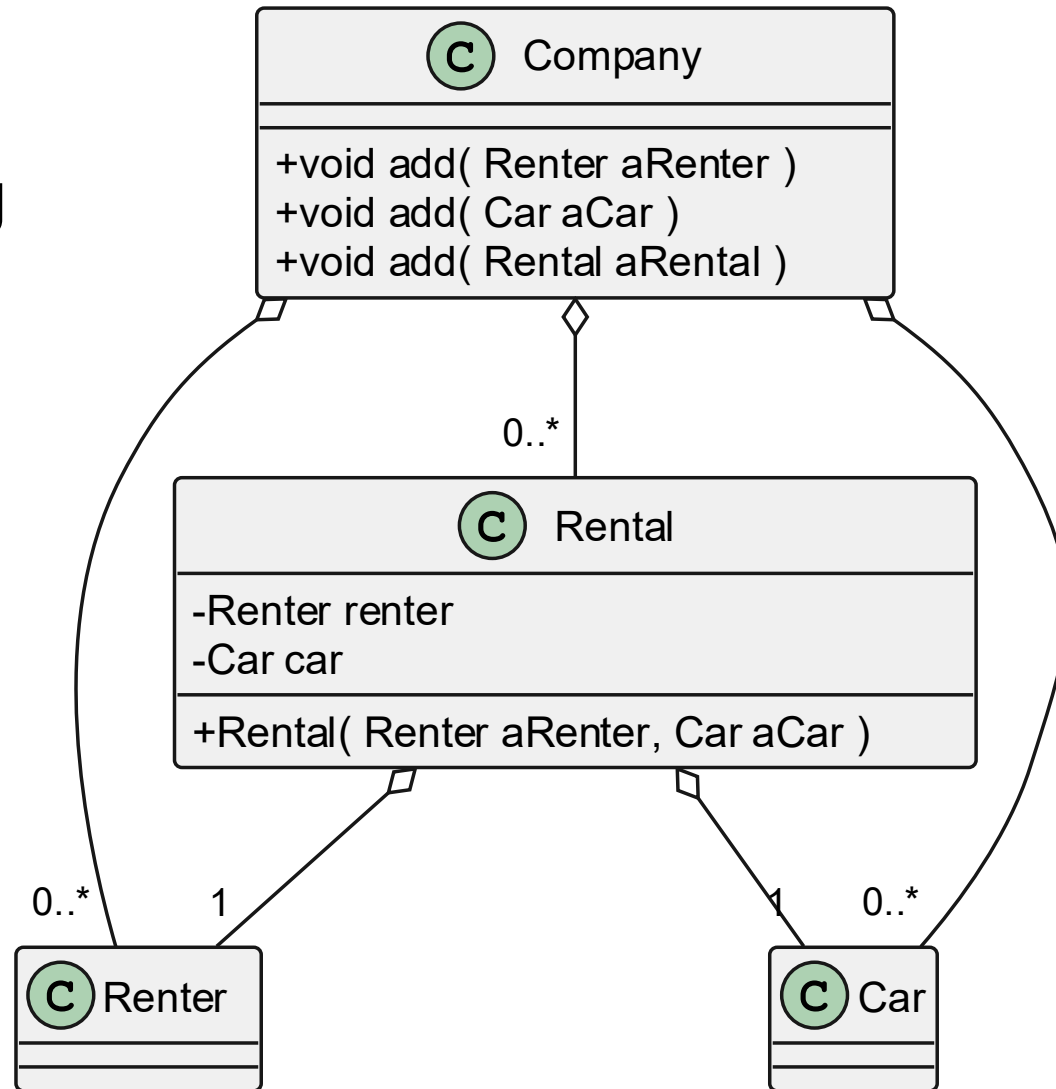 C Company
+void add( Renter aRenter )
+void add( Car aCar )
+void add( Rental aRental )
0..*
C Rental
-Renter renter
-Car car
+Rental( Renter aRenter, Car aCar )
0..* 1 1 0..*
C Renter C Car